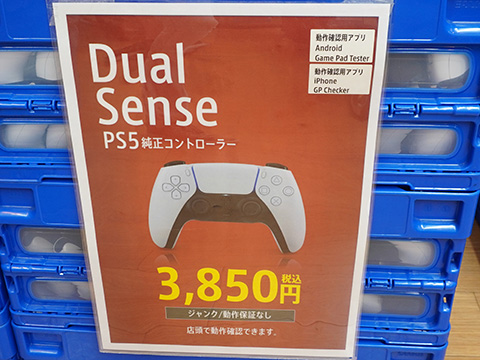 Dual
Sense
PS5純正コントローラー
動作確認用アプリ
Android
Game Pad Tester
動作確認用アプリ
iPhone
GP Checker
3,850円税込
ジャンク/動作保証なし
店頭で動作確認できます。